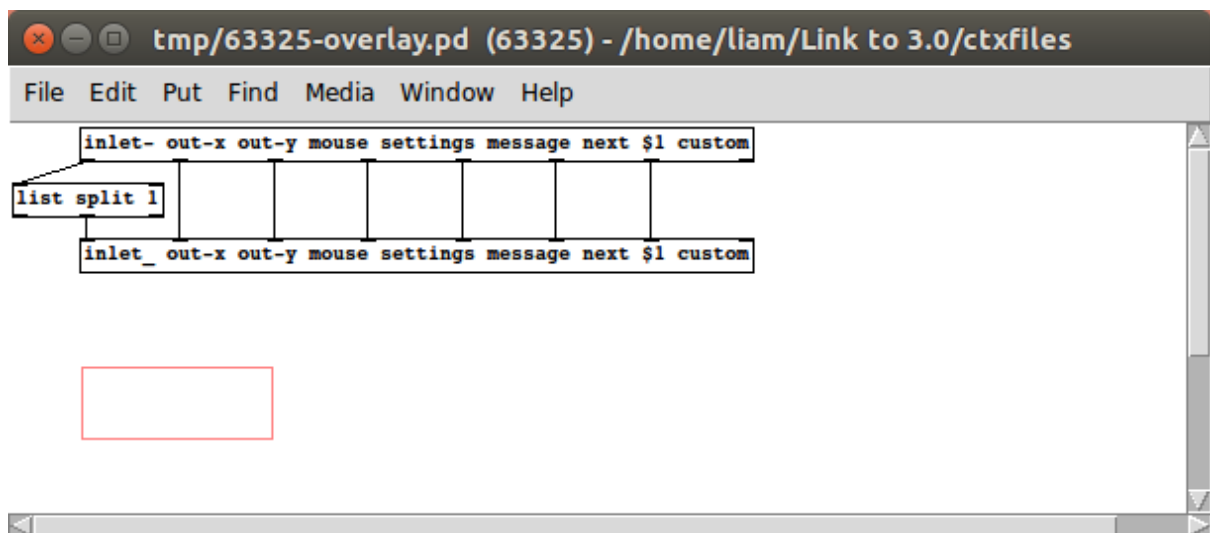 tmp/63325-overlay.pd (63325) - /home/liam/Link to 3.0/ctxfiles
File Edit Put Find Media Window Help
inlet- out-x out-y mouse settings message next $1 custom
list split 1
inlet_ out-x out-y mouse settings message next $1 custom